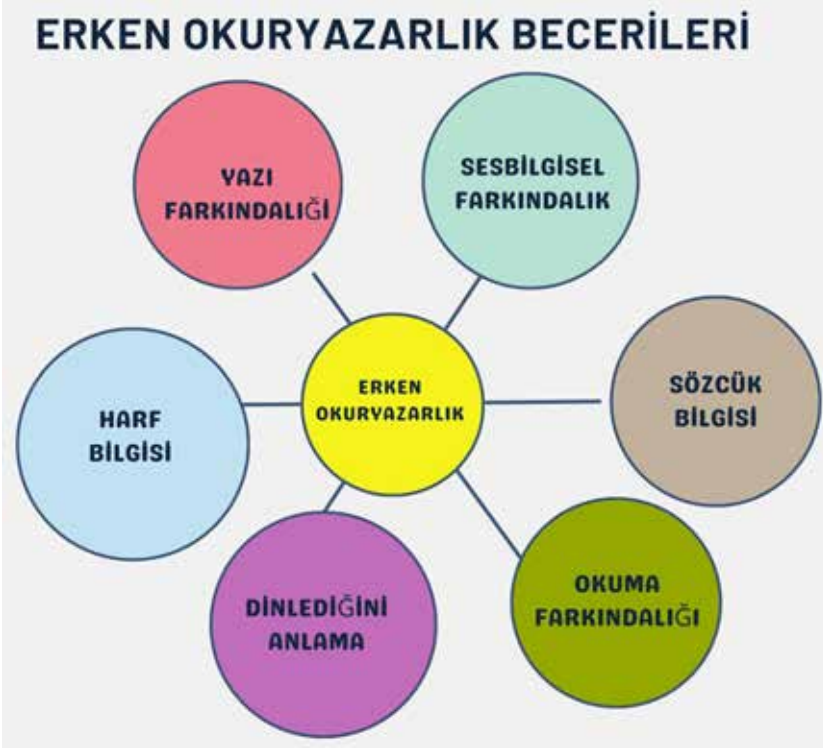 ERKEN OKURYAZARLIK BECERİLERİ
YAZI
FARKINDALIĞİ
SESBİLGİSEL
FARKINDALIK
HARF
BİLGİSİ
ERKEN
OKURYAZARLIK
SÖZCÜK
BİLGİSİ
DİNLEDİĞİNİ
ANLAMA
OKUMA
FARKINDALIĞI